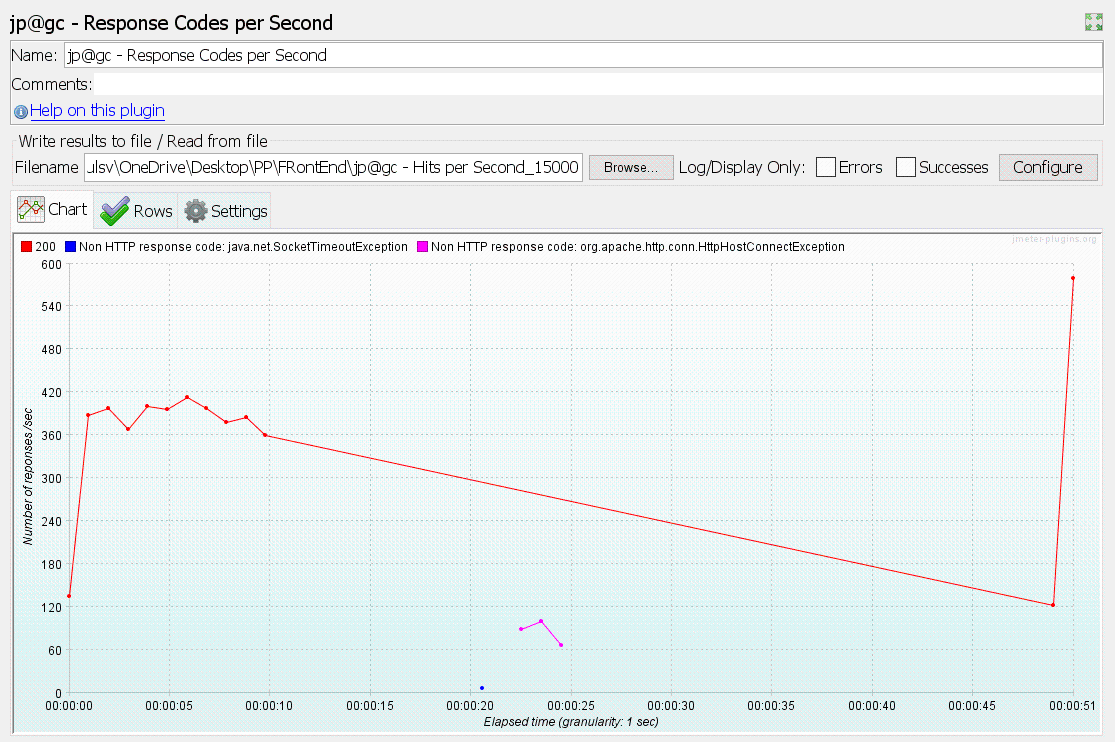 jp@gc - Response Codes per Second
Name: jp@gc - Response Codes per Second
Comments:
Help on this plugin
Write results to file / Read from file
Filename ulsv\OneDrive\Desktop\PP\FRontEnd\jp@gc - Hits per Second_15000 Browse... Log/Display Only: Errors Successes Configure
Chart Rows Settings
jmeter-plugins.org
200 Non HTTP response code: java.net.SocketTimeoutException Non HTTP response code: org.apache.http.conn.HttpHostConnectException
600
540
480
420
360
300
240
180
120
60
0
Number of reponses /sec
00:00:00 00:00:05 00:00:10 00:00:15 00:00:20 00:00:25 00:00:30 00:00:35 00:00:40 00:00:45 00:00:51
Elapsed time (granularity: 1 sec)